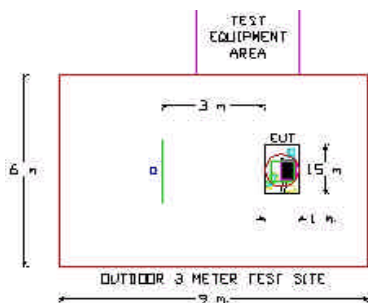 TEST
EQUIPMENT
AREA
3 m
EUT
6 m
1.5 m
1 m.
OUTDOOR 3 METER TEST SITE
9 m.